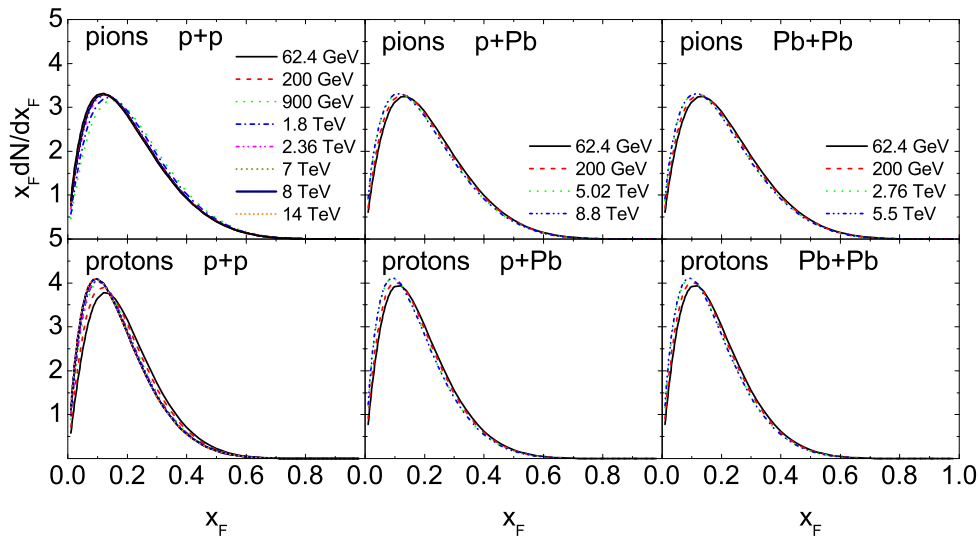 5
pions p+p
62.4 GeV
200 GeV
900 GeV
1.8 TeV
2.36 TeV
7 TeV
8 TeV
14 TeV
4
3
2
1
x_F dN/dx_F
pions p+Pb
62.4 GeV
200 GeV
5.02 TeV
8.8 TeV
pions Pb+Pb
62.4 GeV
200 GeV
2.76 TeV
5.5 TeV
5
4
3
2
1
protons p+p
protons p+Pb
protons Pb+Pb
0.0 0.2 0.4 0.6 0.8 0.0 0.2 0.4 0.6 0.8 0.0 0.2 0.4 0.6 0.8 1.0
x_F x_F x_F